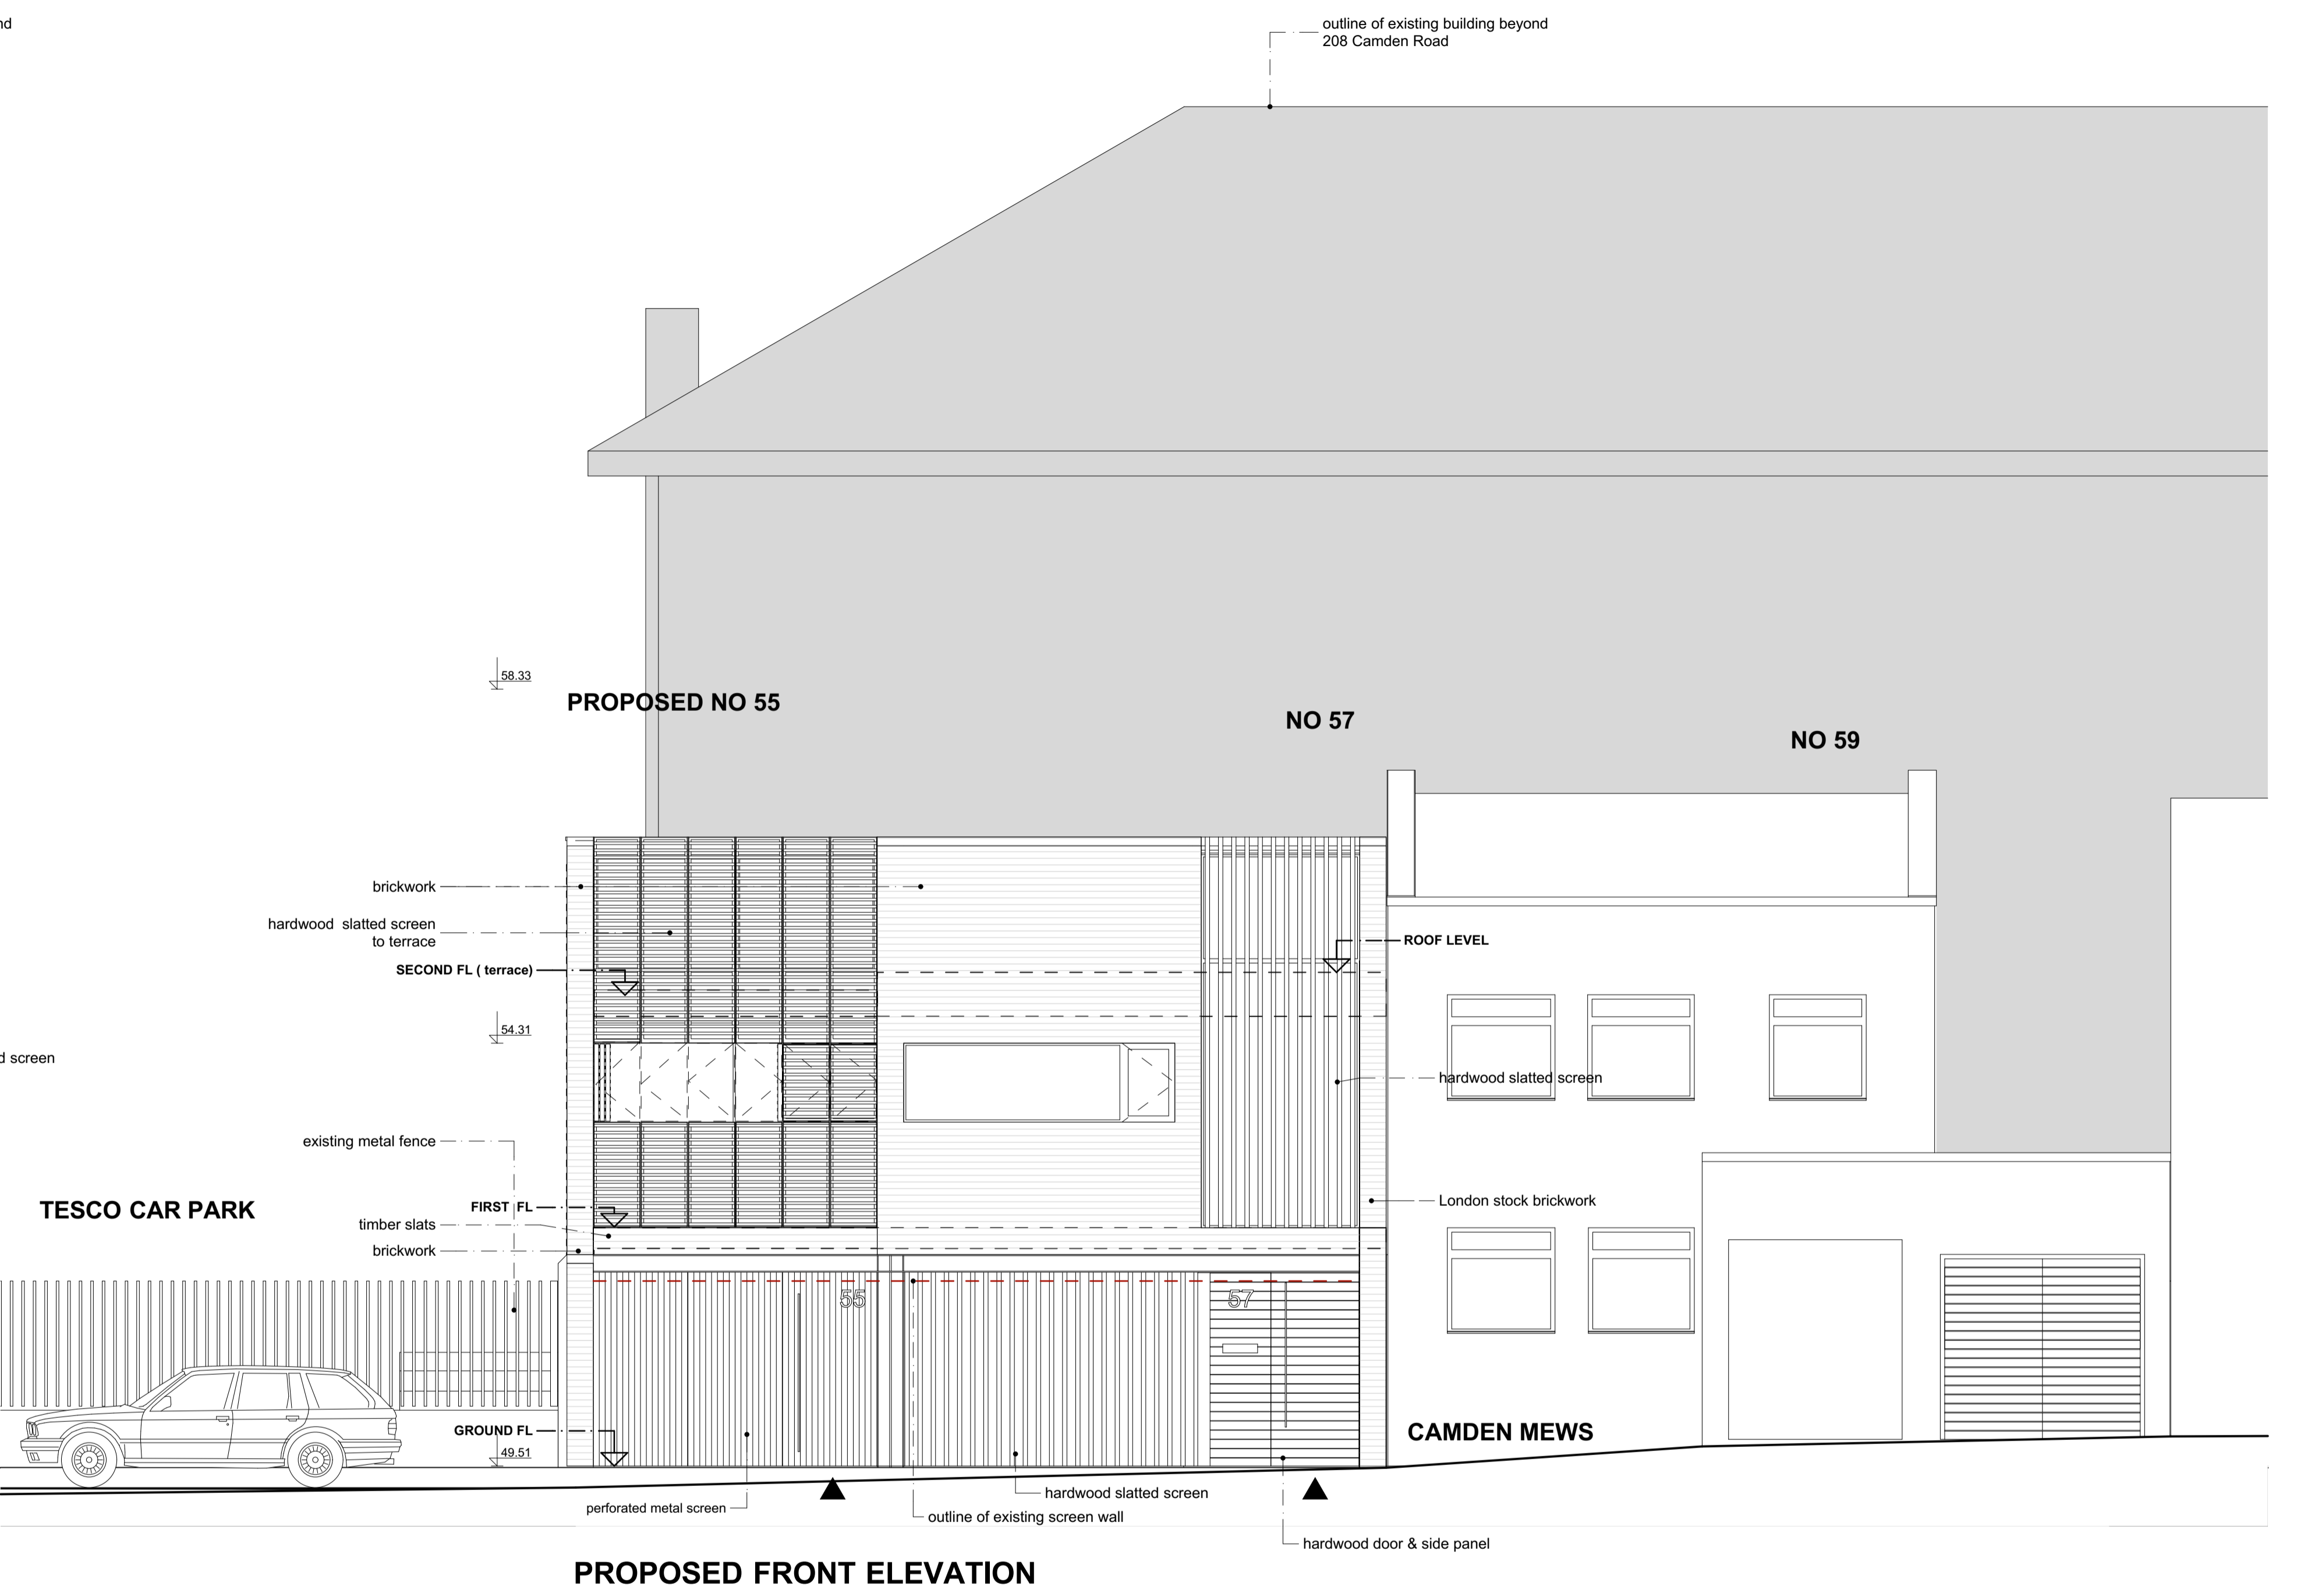 nd
outline of existing building beyond
208 Camden Road
58.33
PROPOSED NO 55
NO 57
NO 59
brickwork
hardwood slatted screen
to terrace
SECOND FL ( terrace)
ROOF LEVEL
54.31
d screen
hardwood slatted screen
existing metal fence
TESCO CAR PARK
FIRST FL
London stock brickwork
timber slats
brickwork
55
57
GROUND FL
CAMDEN MEWS
49.51
hardwood slatted screen
perforated metal screen
outline of existing screen wall
hardwood door & side panel
PROPOSED FRONT ELEVATION